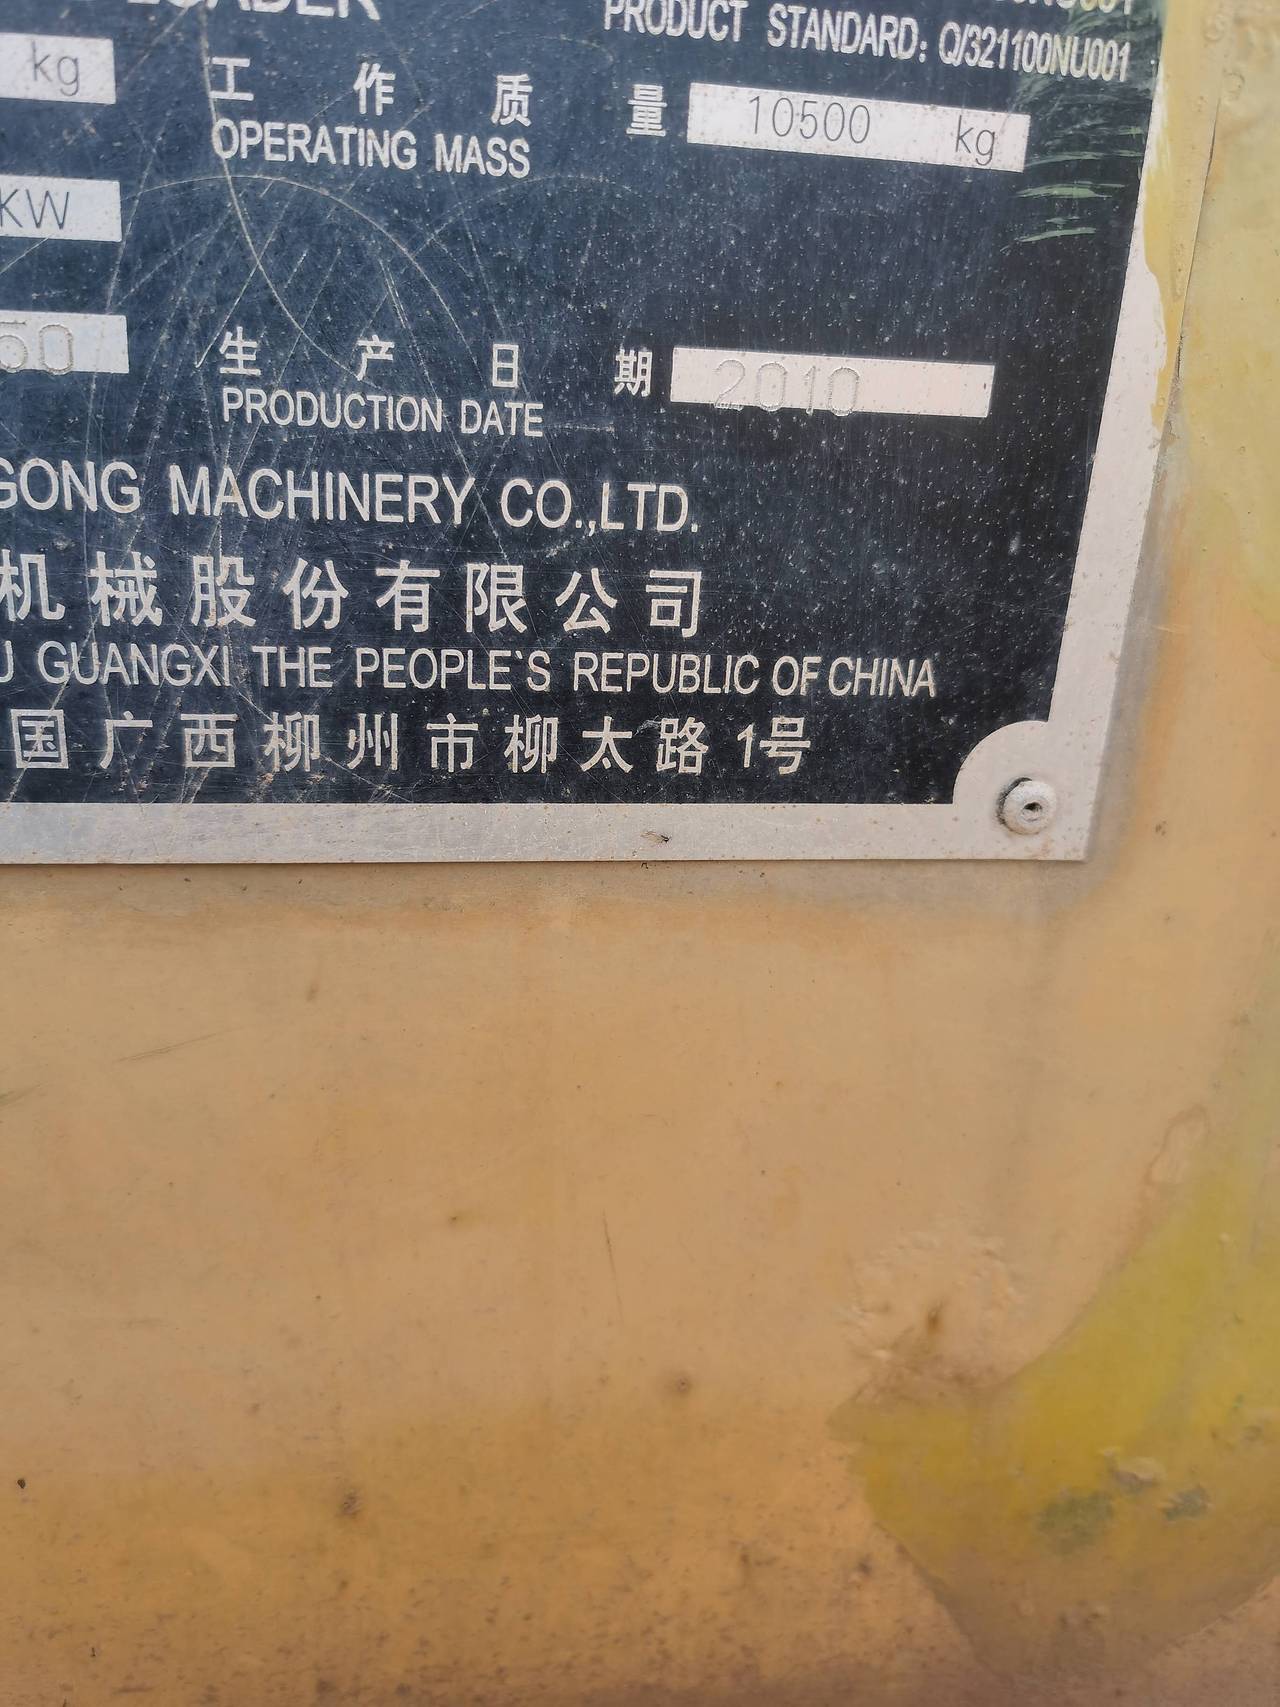 LOADER
PRODUCT STANDARD: Q/321100NU001
kg
工作质量 10500 kg
OPERATING MASS
KW
50
生产日期 2010
PRODUCTION DATE
GONG MACHINERY CO.,LTD.
机械股份有限公司
U GUANGXI THE PEOPLE`S REPUBLIC OF CHINA
国广西柳州市柳太路1号